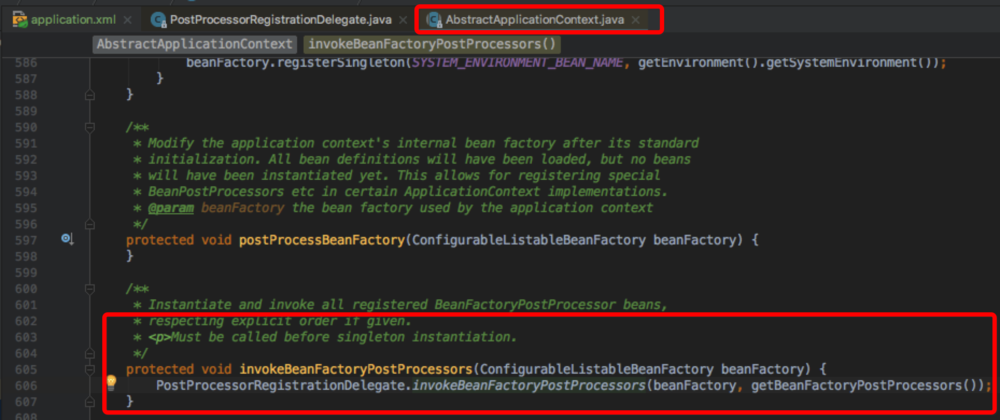 application.xml PostProcessorRegistrationDelegate.java AbstractApplicationContext.java
AbstractApplicationContext invokeBeanFactoryPostProcessors()
586 beanFactory.registerSingleton(SYSTEM_ENVIRONMENT_BEAN_NAME, getEnvironment().getSystemEnvironment());
587 }
588 }
589
590 /**
591 * Modify the application context's internal bean factory after its standard
592 * initialization. All bean definitions will have been loaded, but no beans
593 * will have been instantiated yet. This allows for registering special
594 * BeanPostProcessors etc in certain ApplicationContext implementations.
595 * @param beanFactory the bean factory used by the application context
596 */
597 protected void postProcessBeanFactory(ConfigurableListableBeanFactory beanFactory) {
598 }
599
600 /**
601 * Instantiate and invoke all registered BeanFactoryPostProcessor beans,
602 * respecting explicit order if given.
603 * <p>Must be called before singleton instantiation.
604 */
605 protected void invokeBeanFactoryPostProcessors(ConfigurableListableBeanFactory beanFactory) {
606 PostProcessorRegistrationDelegate.invokeBeanFactoryPostProcessors(beanFactory, getBeanFactoryPostProcessors());
607 }
608